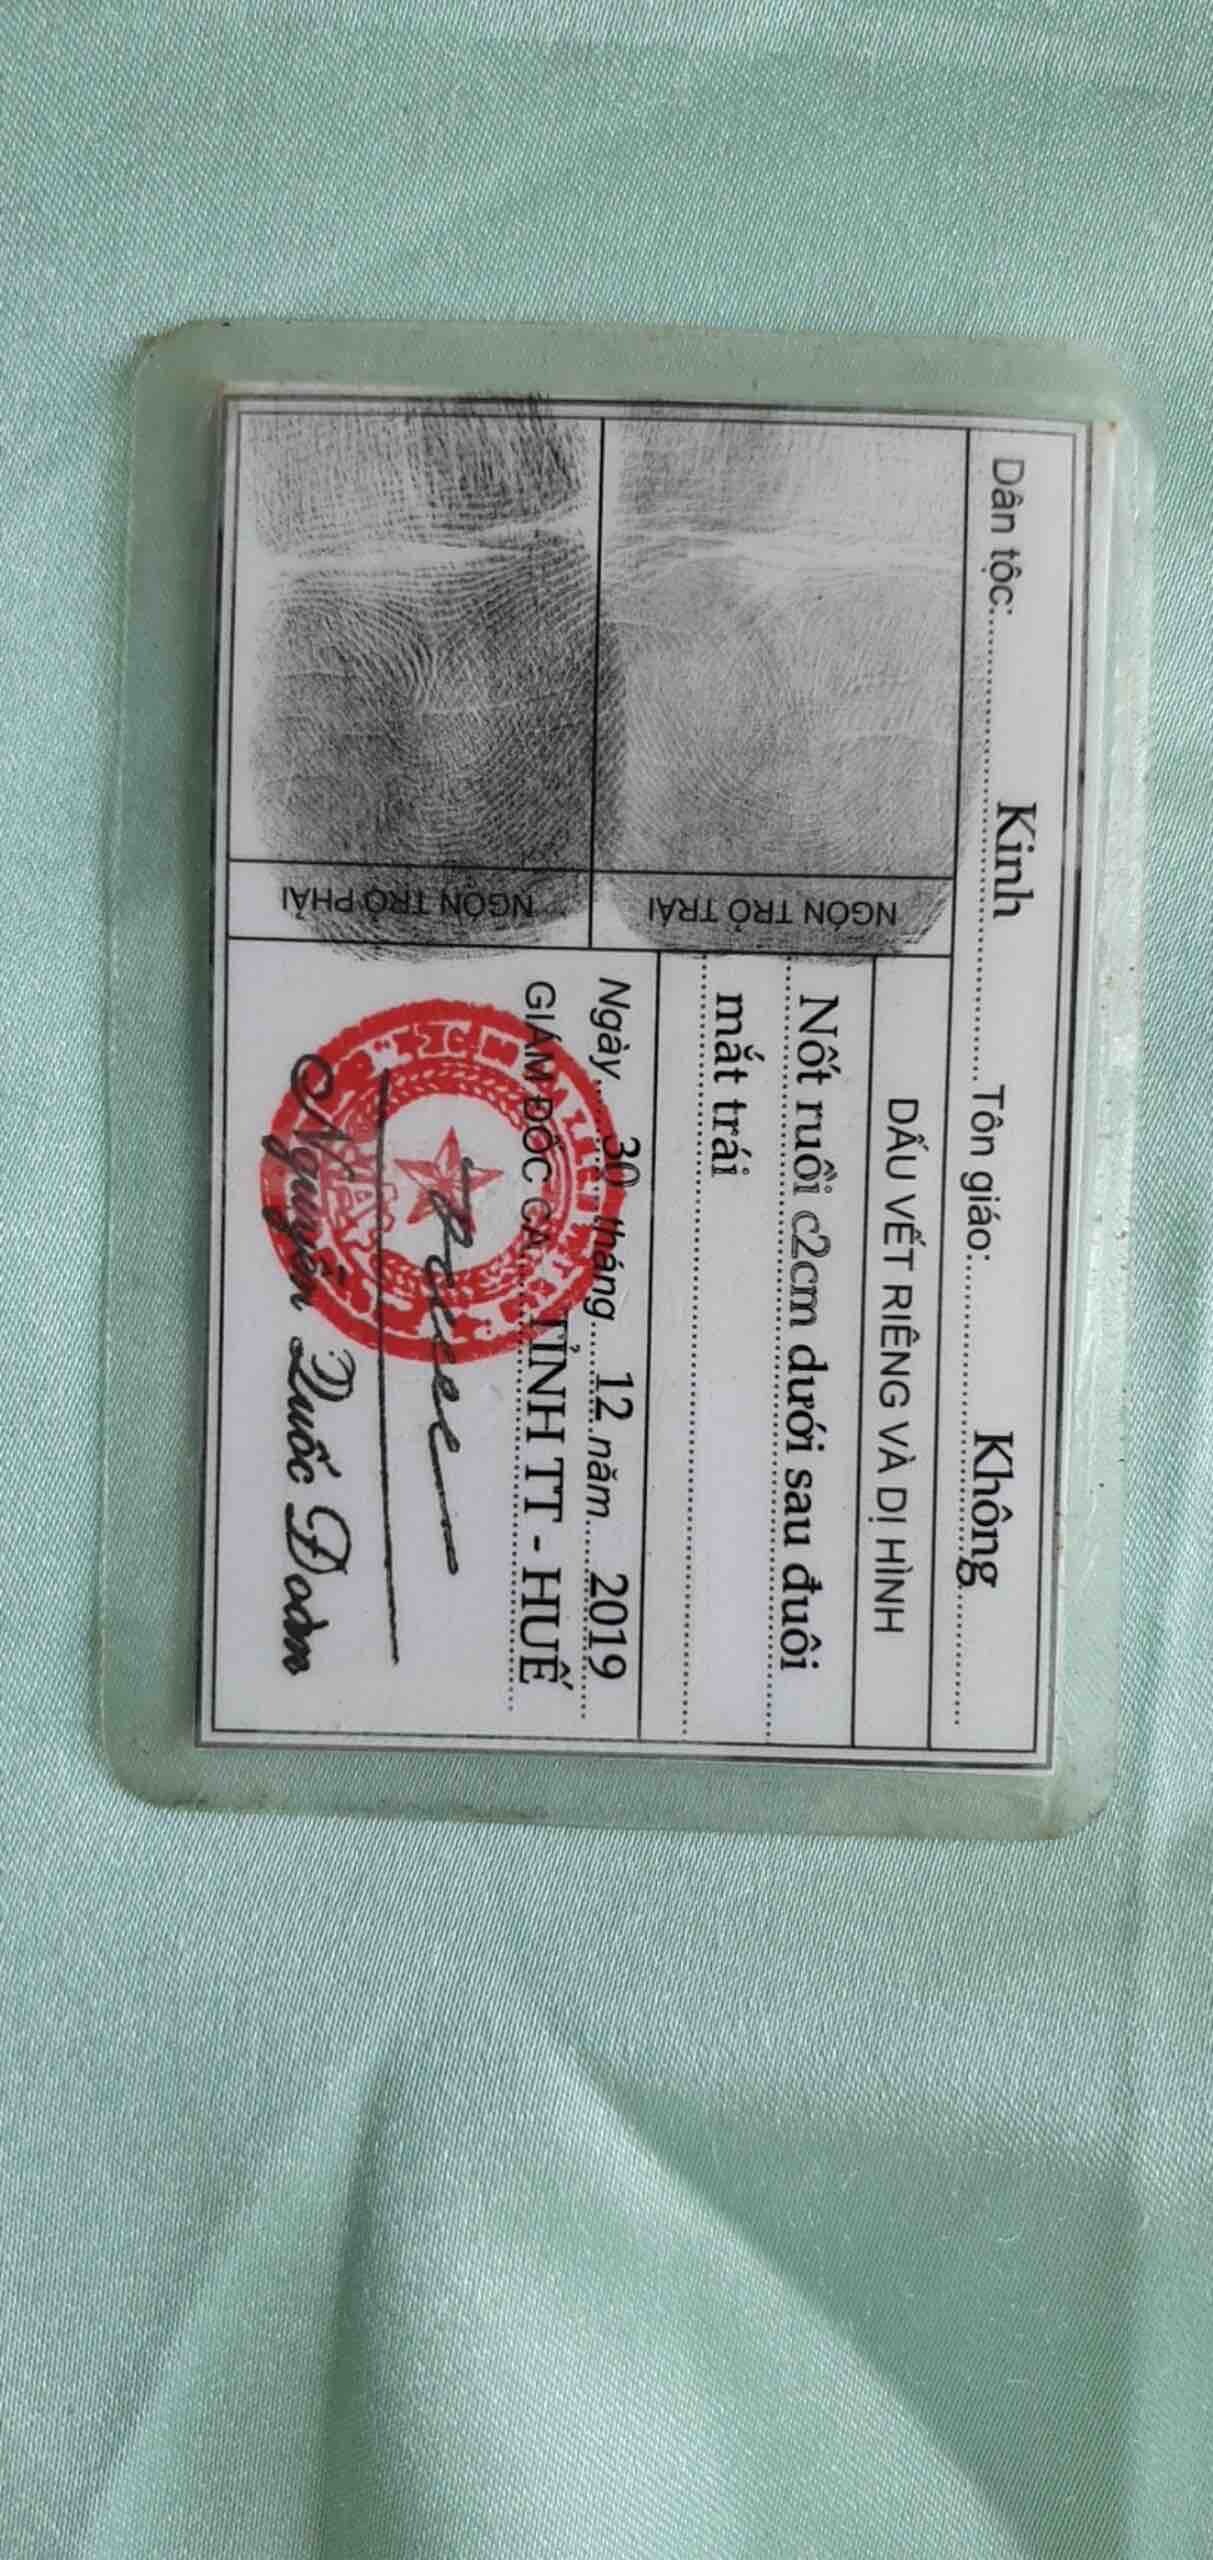 Dân tộc: Kinh Tôn giáo: Không
DẤU VẾT RIÊNG VÀ DỊ HÌNH
Nốt ruồi c2cm dưới sau đuôi
mắt trái
NGÓN TRỎ TRÁI
NGÓN TRỎ PHẢI
Ngày 30 tháng 12 năm 2019
GIÁM ĐỐC CA TỈNH TT - HUẾ
Nguyễn Quốc Đoàn